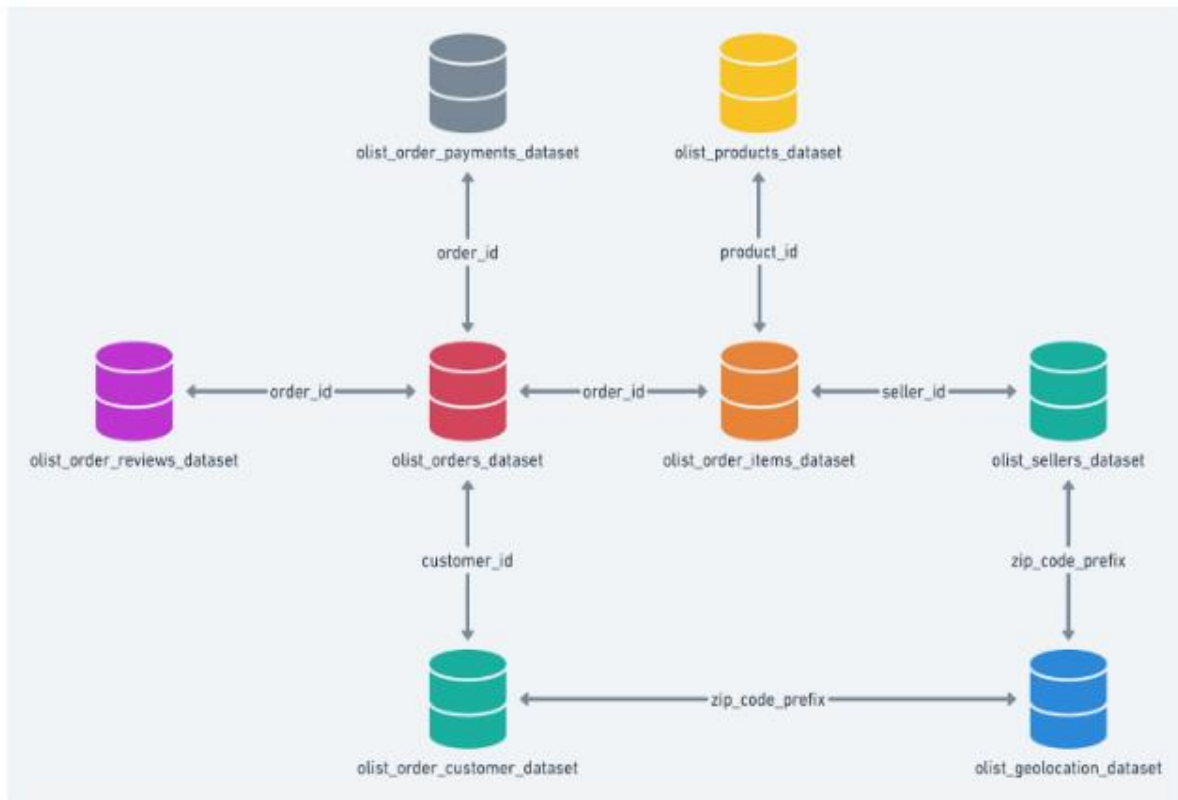 olist_order_payments_dataset
olist_products_dataset
order_id
product_id
order_id
order_id
seller_id
olist_order_reviews_dataset
olist_orders_dataset
olist_order_items_dataset
olist_sellers_dataset
customer_id
zip_code_prefix
zip_code_prefix
olist_order_customer_dataset
olist_geolocation_dataset